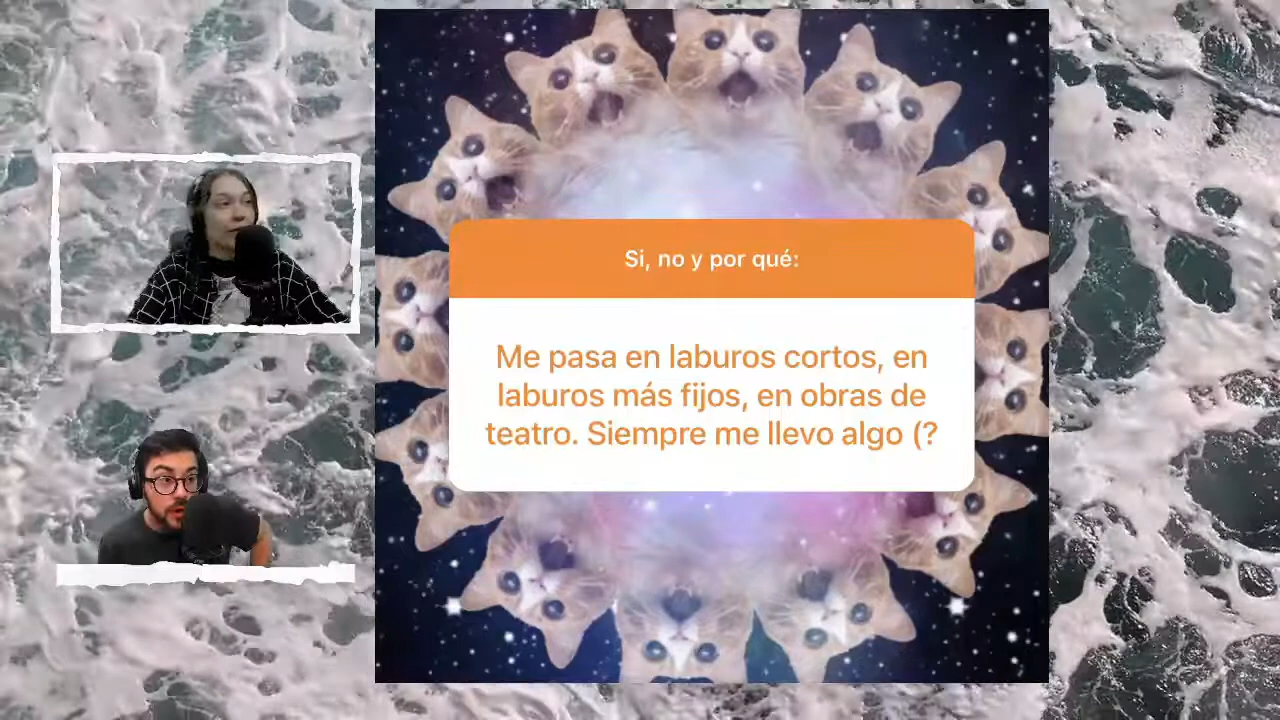 Si, no y por qué:
Me pasa en laburos cortos, en
laburos más fijos, en obras de
teatro. Siempre me llevo algo (?